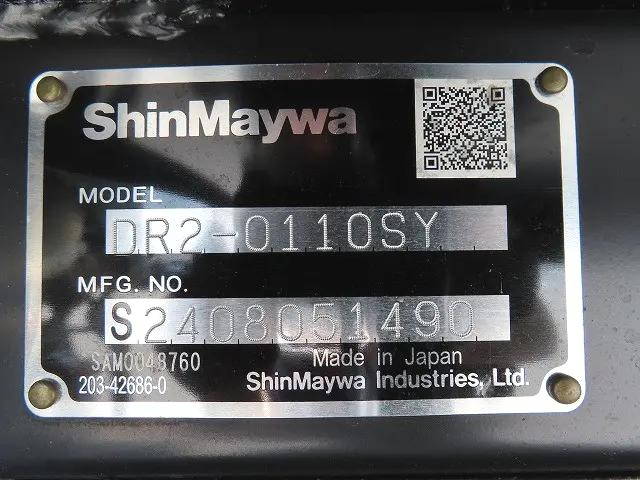 ShinMaywa
MODEL
DR2-0110SY
MFG. NO.
S2408051490
SAM0048760
Made in Japan
203-42686-0
ShinMaywa Industries, Ltd.